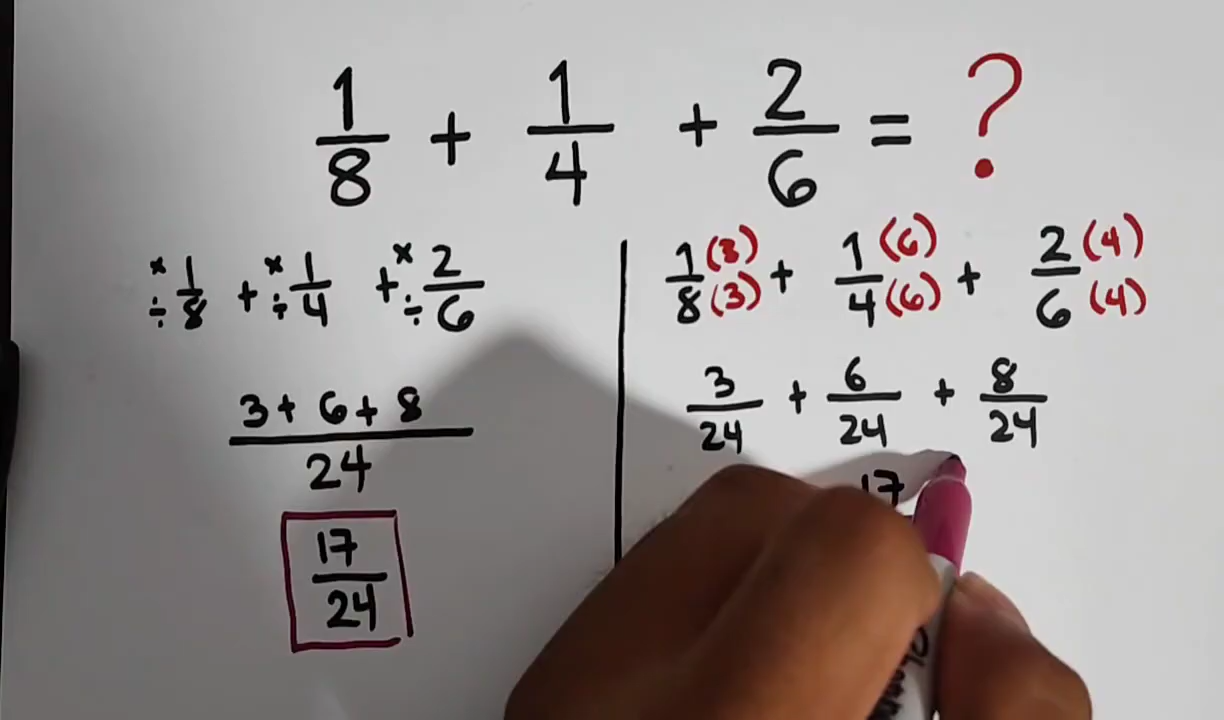 1/8 + 1/4 + 2/6 = ?
× ÷ 1/8 + × ÷ 1/4 + × ÷ 2/6
3 + 6 + 8 / 24
17/24
1(3)/8(3) + 1(6)/4(6) + 2(4)/6(4)
3/24 + 6/24 + 8/24
17